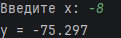 Введите x: -8
y = -75.297